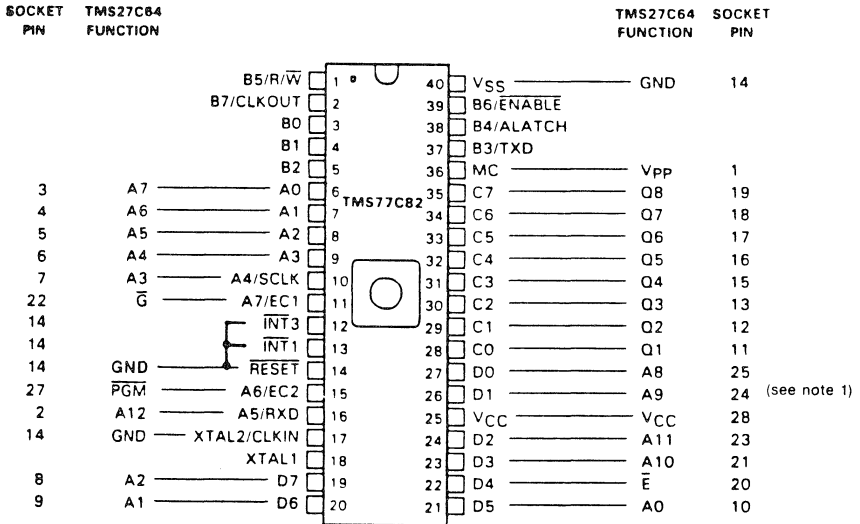 SOCKET PIN TMS27C64 FUNCTION TMS27C64 FUNCTION SOCKET PIN
B5/R/W̅ 1 40 VSS GND 14
B7/CLKOUT 2 39 B6/E̅N̅A̅B̅L̅E̅
B0 3 38 B4/ALATCH
B1 4 37 B3/TXD
B2 5 36 MC VPP 1
3 A7 A0 6 35 C7 Q8 19
TMS77C82
4 A6 A1 7 34 C6 Q7 18
5 A5 A2 8 33 C5 Q6 17
6 A4 A3 9 32 C4 Q5 16
7 A3 A4/SCLK 10 31 C3 Q4 15
22 G̅ A7/EC1 11 30 C2 Q3 13
14 I̅N̅T̅3 12 29 C1 Q2 12
14 I̅N̅T̅1 13 28 C0 Q1 11
14 GND R̅E̅S̅E̅T̅ 14 27 D0 A8 25
27 P̅G̅M̅ A6/EC2 15 26 D1 A9 24 (see note 1)
2 A12 A5/RXD 16 25 VCC VCC 28
14 GND XTAL2/CLKIN 17 24 D2 A11 23
XTAL1 18 23 D3 A10 21
8 A2 D7 19 22 D4 E̅ 20
9 A1 D6 20 21 D5 A0 10